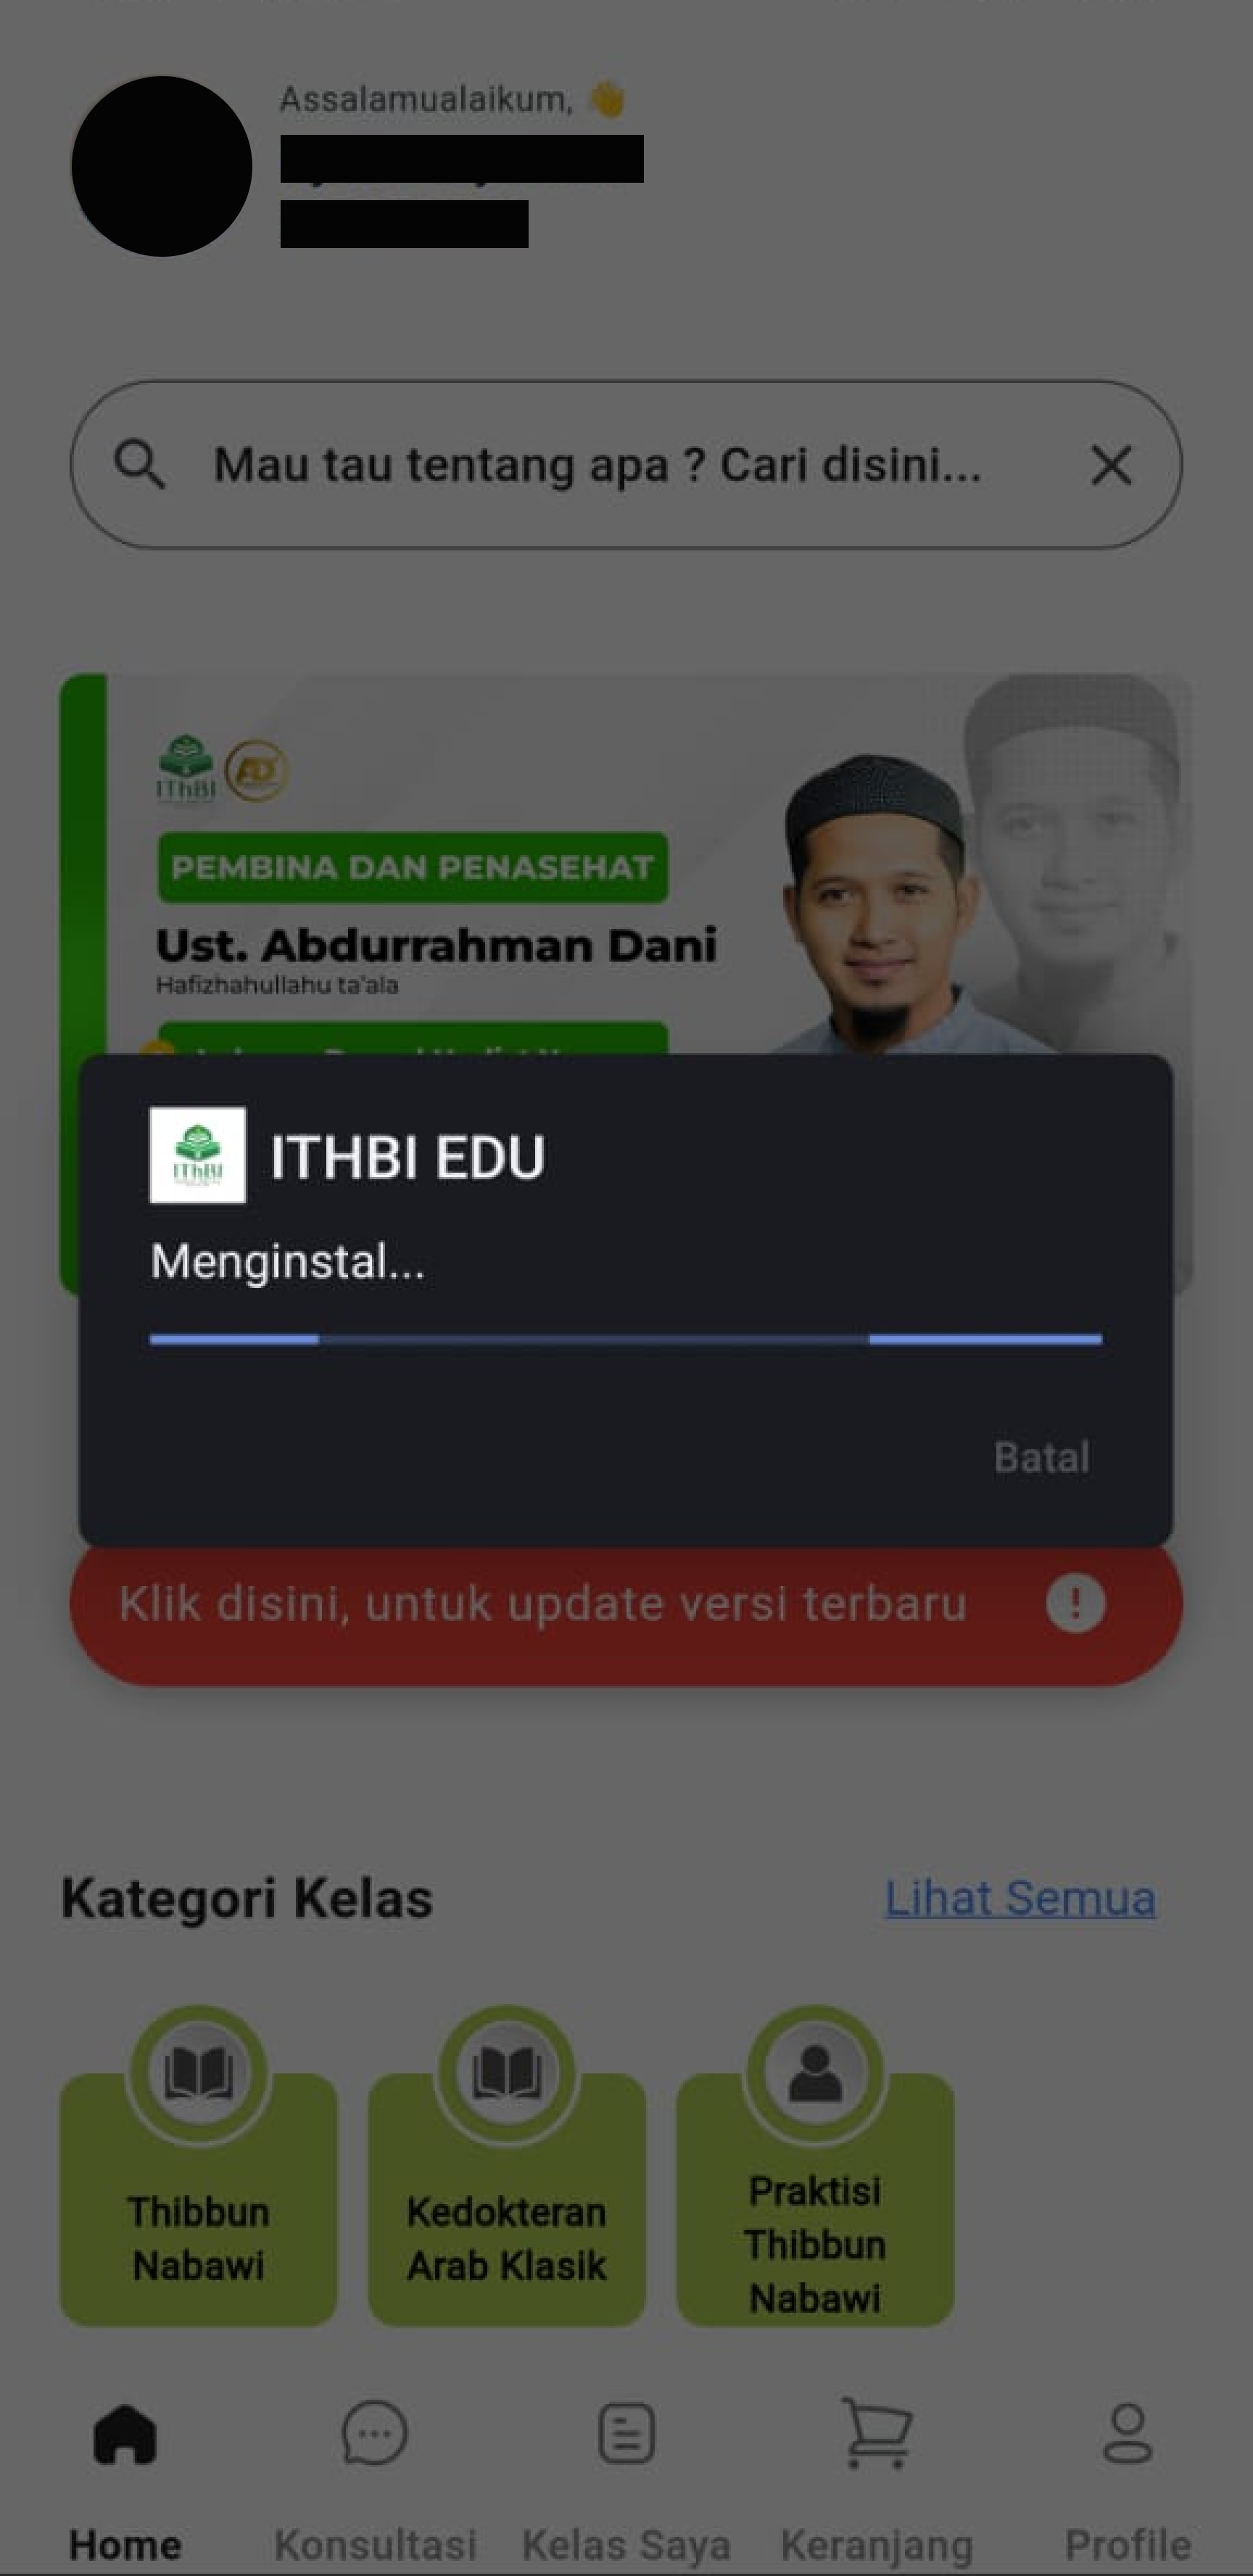 Assalamualaikum, 👋
Mau tau tentang apa ? Cari disini...
IThBI
PEMBINA DAN PENASEHAT
Ust. Abdurrahman Dani
Hafizhahullahu ta'ala
IThBI
ITHBI EDU
Menginstal...
Batal
Klik disini, untuk update versi terbaru
Kategori Kelas
Lihat Semua
Thibbun
Nabawi
Kedokteran
Arab Klasik
Praktisi
Thibbun
Nabawi
Home
Konsultasi
Kelas Saya
Keranjang
Profile